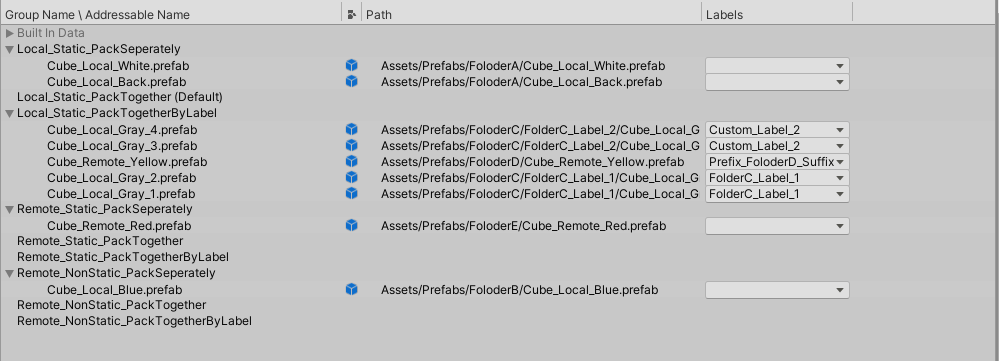 Group Name \ Addressable Name Path Labels
Built In Data
Local_Static_PackSeperately
Cube_Local_White.prefab Assets/Prefabs/FoloderA/Cube_Local_White.prefab
Cube_Local_Back.prefab Assets/Prefabs/FoloderA/Cube_Local_Back.prefab
Local_Static_PackTogether (Default)
Local_Static_PackTogetherByLabel
Cube_Local_Gray_4.prefab Assets/Prefabs/FoloderC/FolderC_Label_2/Cube_Local_G Custom_Label_2
Cube_Local_Gray_3.prefab Assets/Prefabs/FoloderC/FolderC_Label_2/Cube_Local_G Custom_Label_2
Cube_Remote_Yellow.prefab Assets/Prefabs/FoloderD/Cube_Remote_Yellow.prefab Prefix_FoloderD_Suffix
Cube_Local_Gray_2.prefab Assets/Prefabs/FoloderC/FolderC_Label_1/Cube_Local_G FolderC_Label_1
Cube_Local_Gray_1.prefab Assets/Prefabs/FoloderC/FolderC_Label_1/Cube_Local_G FolderC_Label_1
Remote_Static_PackSeperately
Cube_Remote_Red.prefab Assets/Prefabs/FoloderE/Cube_Remote_Red.prefab
Remote_Static_PackTogether
Remote_Static_PackTogetherByLabel
Remote_NonStatic_PackSeperately
Cube_Local_Blue.prefab Assets/Prefabs/FoloderB/Cube_Local_Blue.prefab
Remote_NonStatic_PackTogether
Remote_NonStatic_PackTogetherByLabel